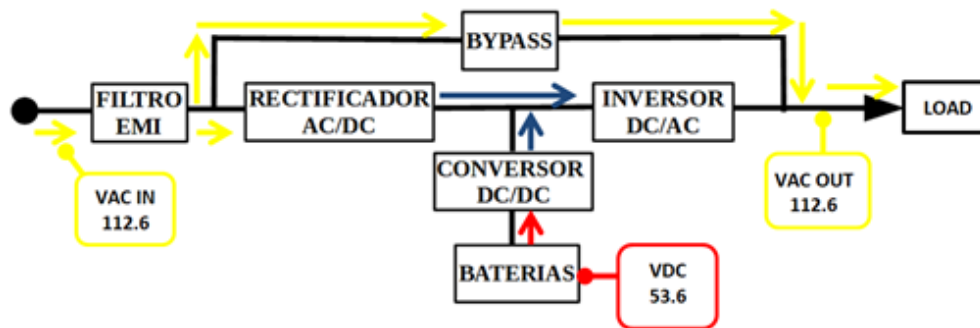 BYPASS
FILTRO
EMI
RECTIFICADOR
AC/DC
INVERSOR
DC/AC
LOAD
CONVERSOR
DC/DC
VAC IN
112.6
VAC OUT
112.6
BATERIAS
VDC
53.6